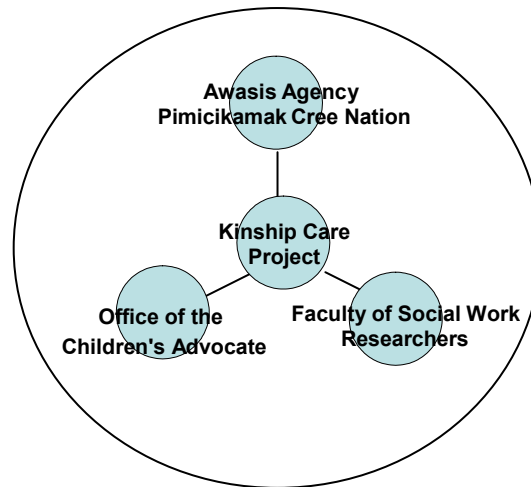 Awasis Agency
Pimicikamak Cree Nation
Kinship Care
Project
Office of the
Children's Advocate
Faculty of Social Work
Researchers